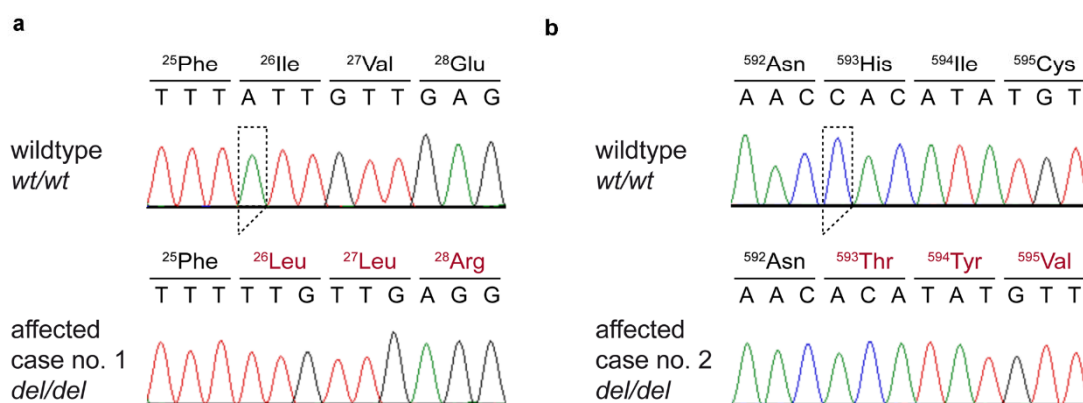 a
²⁵Phe ²⁶Ile ²⁷Val ²⁸Glu
T T T A T T G T T G A G
wildtype
wt/wt
²⁵Phe ²⁶Leu ²⁷Leu ²⁸Arg
T T T T T G T T G A G G
affected
case no. 1
del/del
b
⁵⁹²Asn ⁵⁹³His ⁵⁹⁴Ile ⁵⁹⁵Cys
A A C C A C A T A T G T
wildtype
wt/wt
⁵⁹²Asn ⁵⁹³Thr ⁵⁹⁴Tyr ⁵⁹⁵Val
A A C A C A T A T G T T
affected
case no. 2
del/del